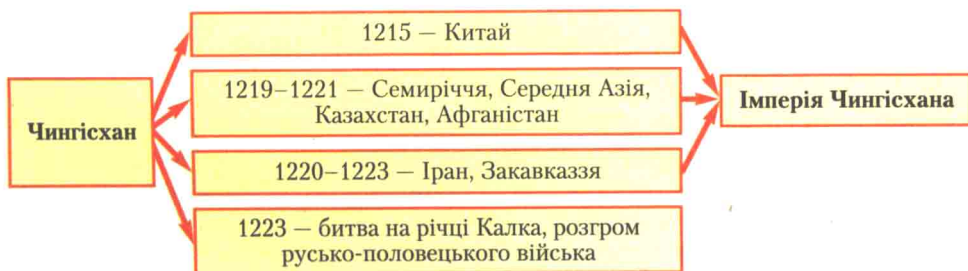 1215 — Китай
1219–1221 — Семиріччя, Середня Азія,
Казахстан, Афганістан
Чингісхан
Імперія Чингісхана
1220–1223 — Іран, Закавказзя
1223 — битва на річці Калка, розгром
русько-половецького війська